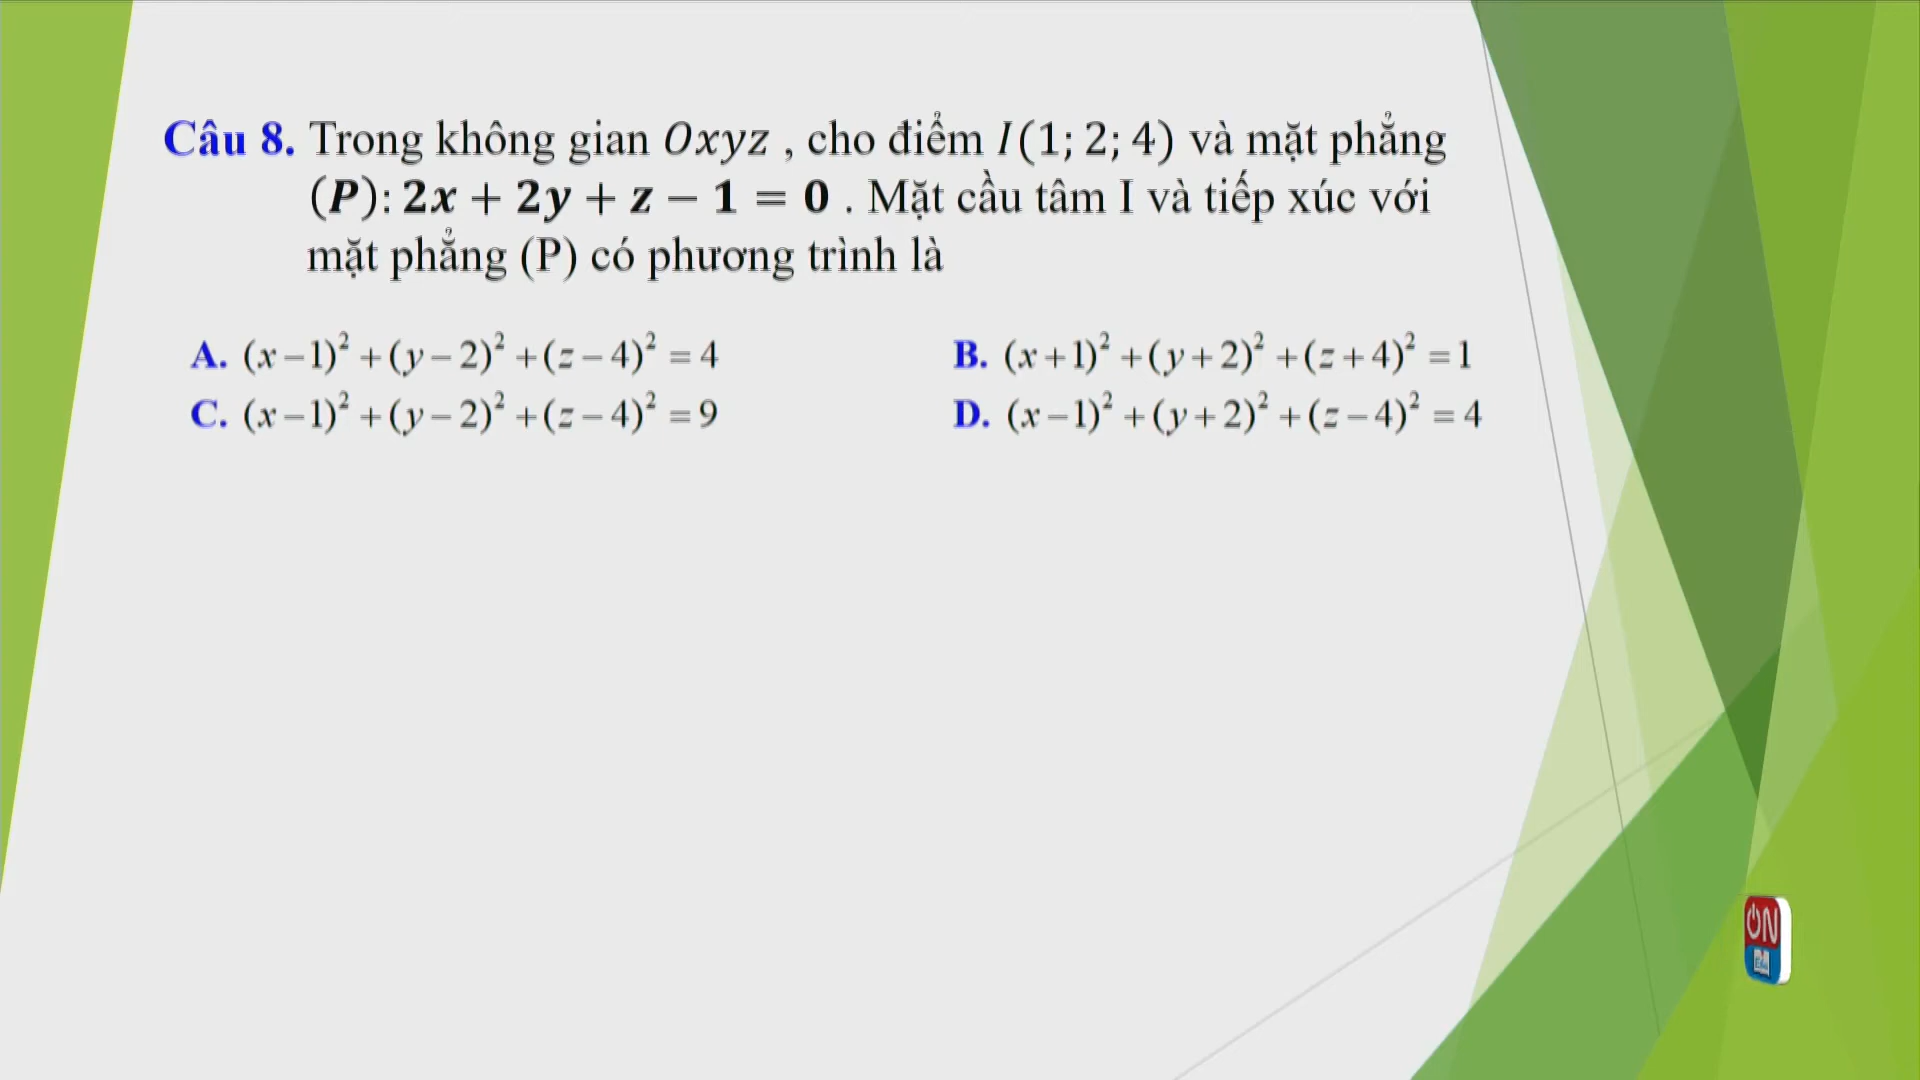 Câu 8. Trong không gian Oxyz , cho điểm I(1; 2; 4) và mặt phẳng
(P): 2x + 2y + z − 1 = 0 . Mặt cầu tâm I và tiếp xúc với
mặt phẳng (P) có phương trình là
A. (x−1)² +(y−2)² +(z−4)² = 4
B. (x+1)² +(y+2)² +(z+4)² = 1
C. (x−1)² +(y−2)² +(z−4)² = 9
D. (x−1)² +(y+2)² +(z−4)² = 4
ON